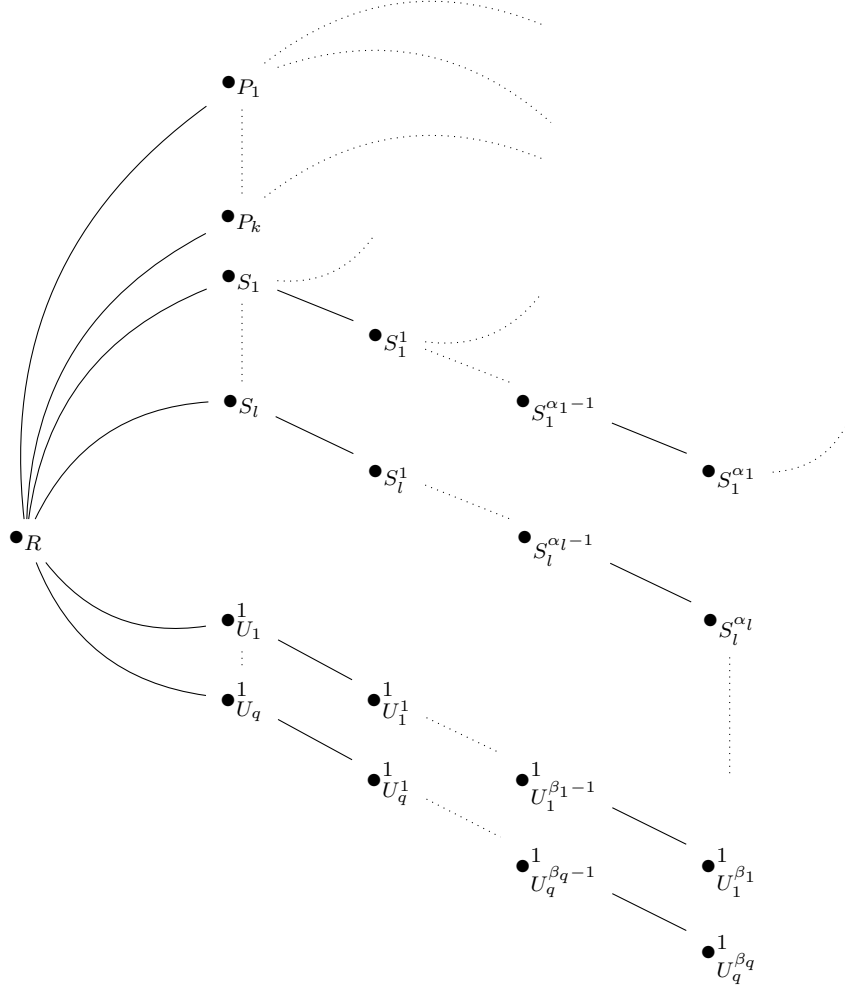 P_1
P_k
S_1
S_1^1
S_l
S_1^{α_1-1}
S_l^1
S_1^{α_1}
R
S_l^{α_l-1}
1
U_1
S_l^{α_l}
1
U_q
1
U_1^1
1
U_q^1
1
U_1^{β_1-1}
1
U_q^{β_q-1}
1
U_1^{β_1}
1
U_q^{β_q}